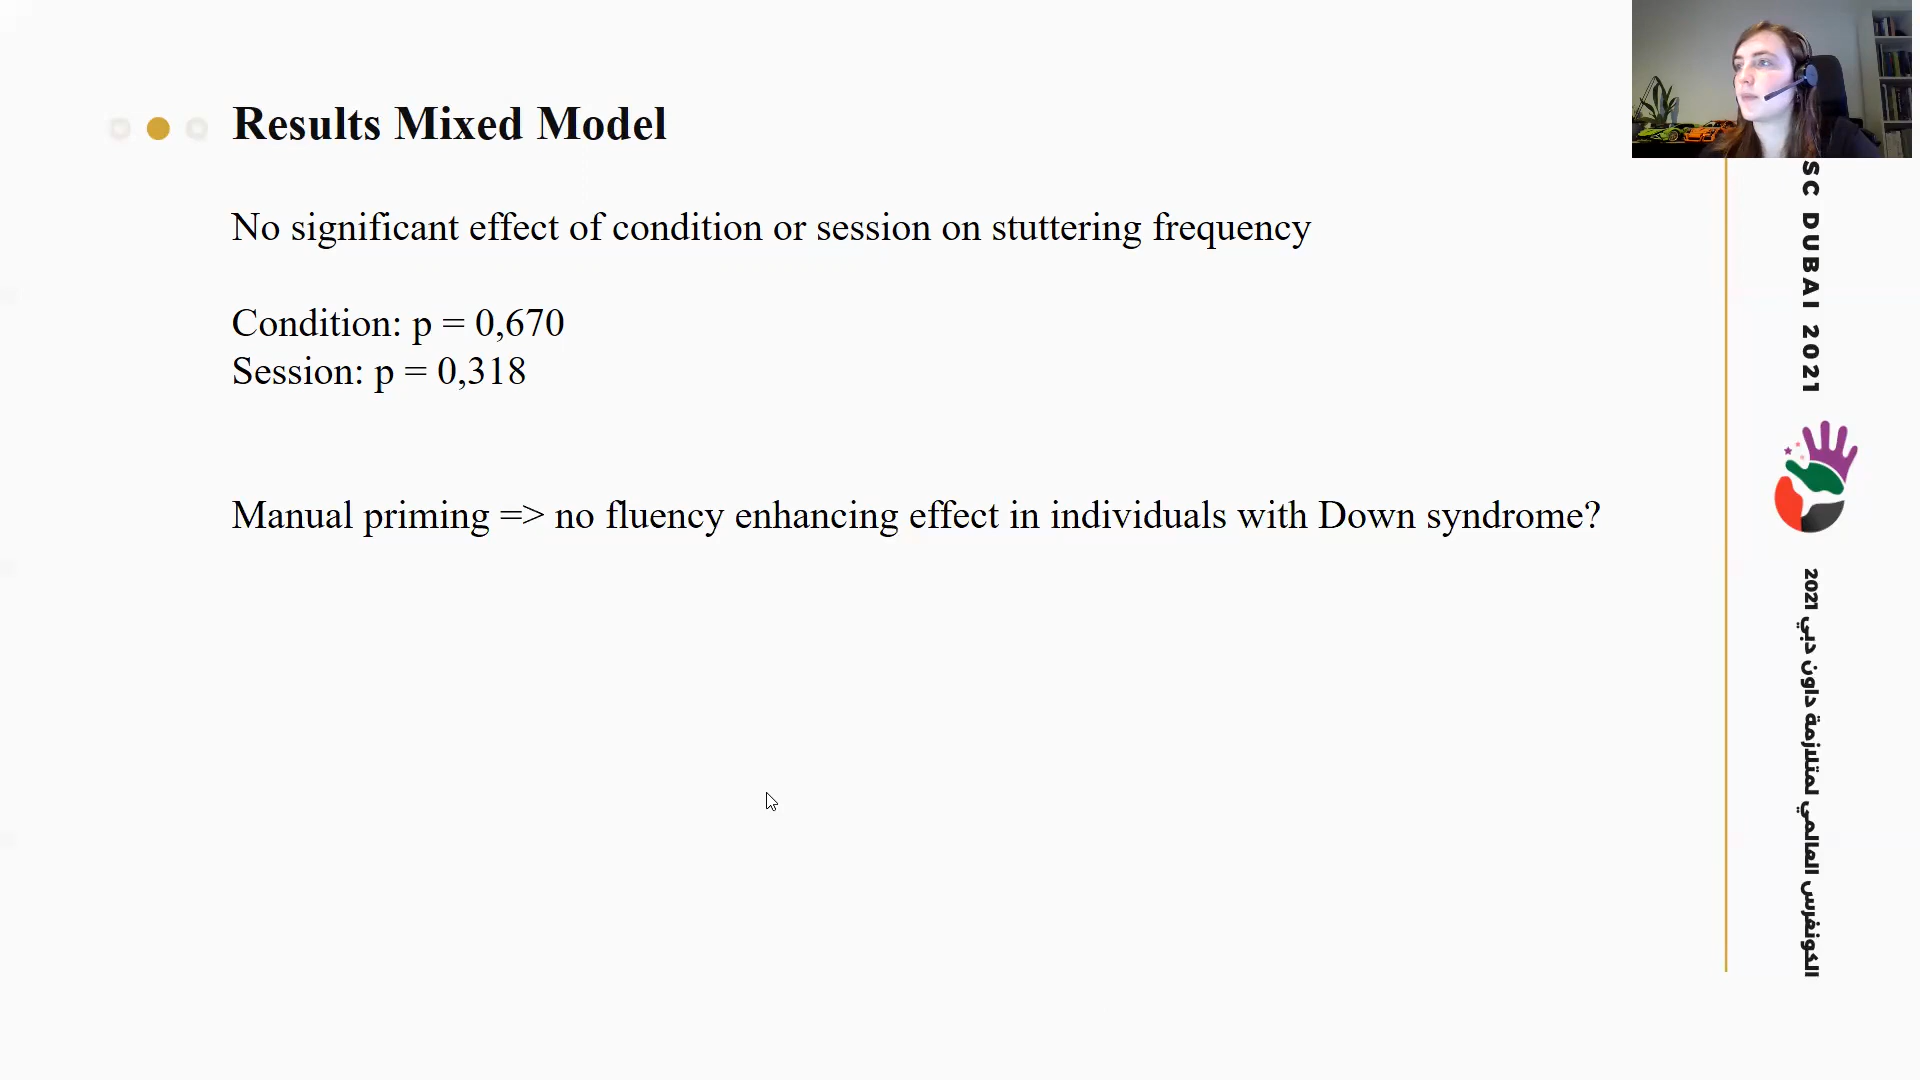 Results Mixed Model
No significant effect of condition or session on stuttering frequency
Condition: p = 0,670
Session: p = 0,318
Manual priming => no fluency enhancing effect in individuals with Down syndrome?
SC DUBAI 2021
الكونغرس العالمي لمتلازمة داون دبي 2021